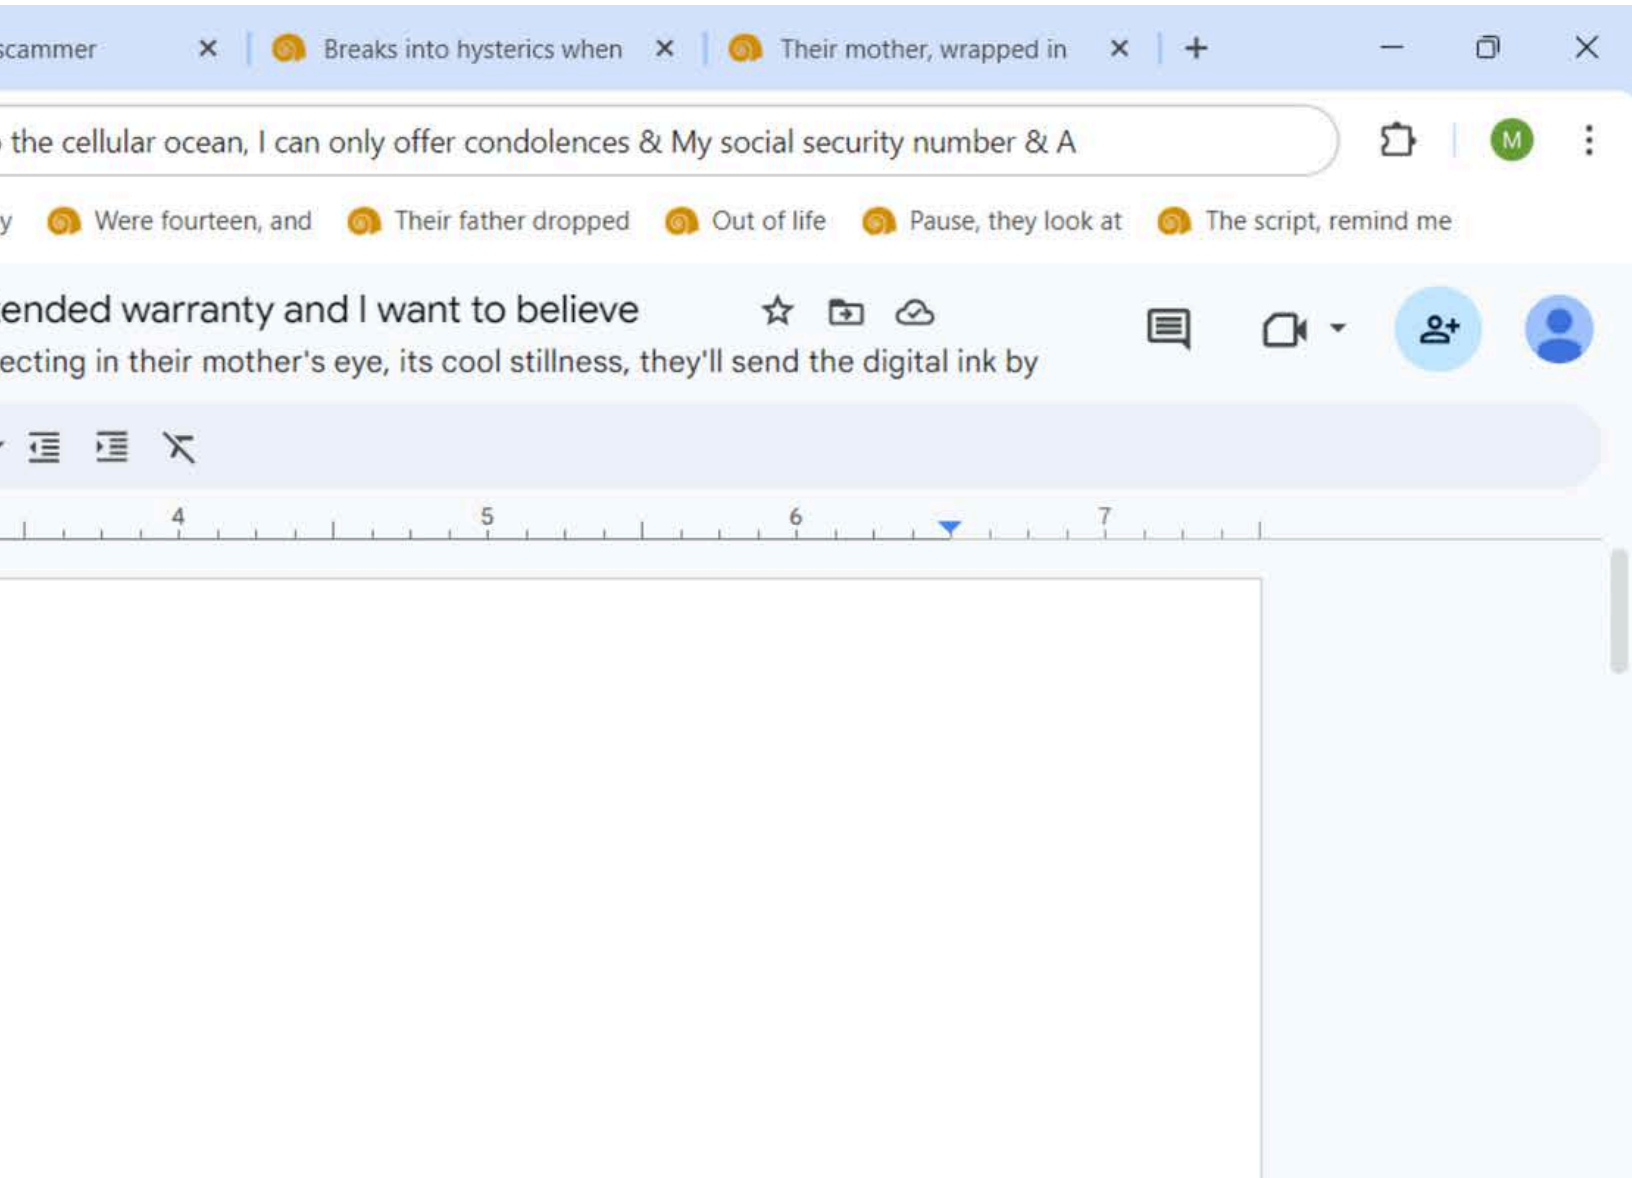 scammer Breaks into hysterics when Their mother, wrapped in
the cellular ocean, I can only offer condolences & My social security number & A M
y Were fourteen, and Their father dropped Out of life Pause, they look at The script, remind me
tended warranty and I want to believe
ecting in their mother's eye, its cool stillness, they'll send the digital ink by
4 5 6 7